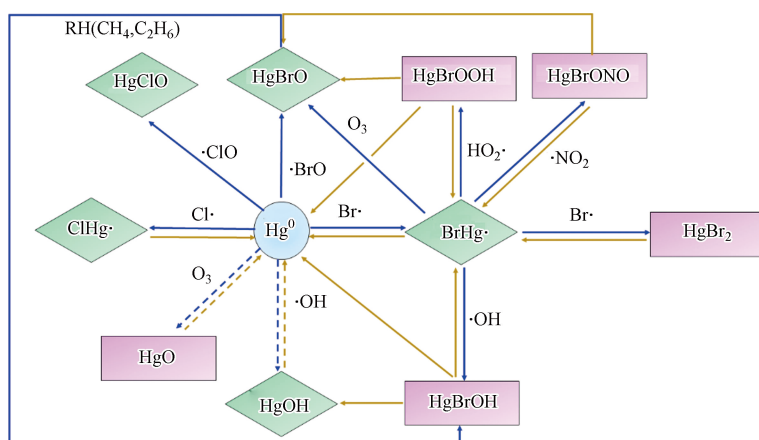 RH(CH₄,C₂H₆)
HgClO
HgBrO
HgBrOOH
HgBrONO
O₃
·ClO
·BrO
HO₂·
·NO₂
ClHg·
Cl·
Hg⁰
Br·
BrHg·
Br·
HgBr₂
O₃
·OH
·OH
HgO
HgOH
HgBrOH